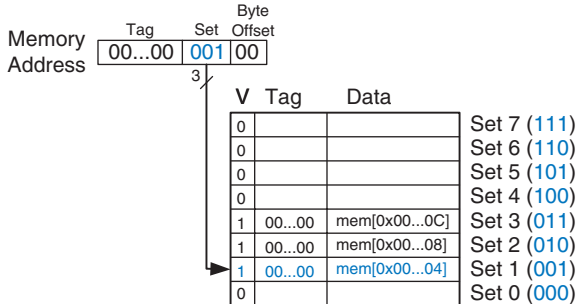 Byte
Tag Set Offset
Memory
Address
00...00 001 00
3
V Tag Data
0 Set 7 (111)
0 Set 6 (110)
0 Set 5 (101)
0 Set 4 (100)
1 00...00 mem[0x00...0C] Set 3 (011)
1 00...00 mem[0x00...08] Set 2 (010)
1 00...00 mem[0x00...04] Set 1 (001)
0 Set 0 (000)